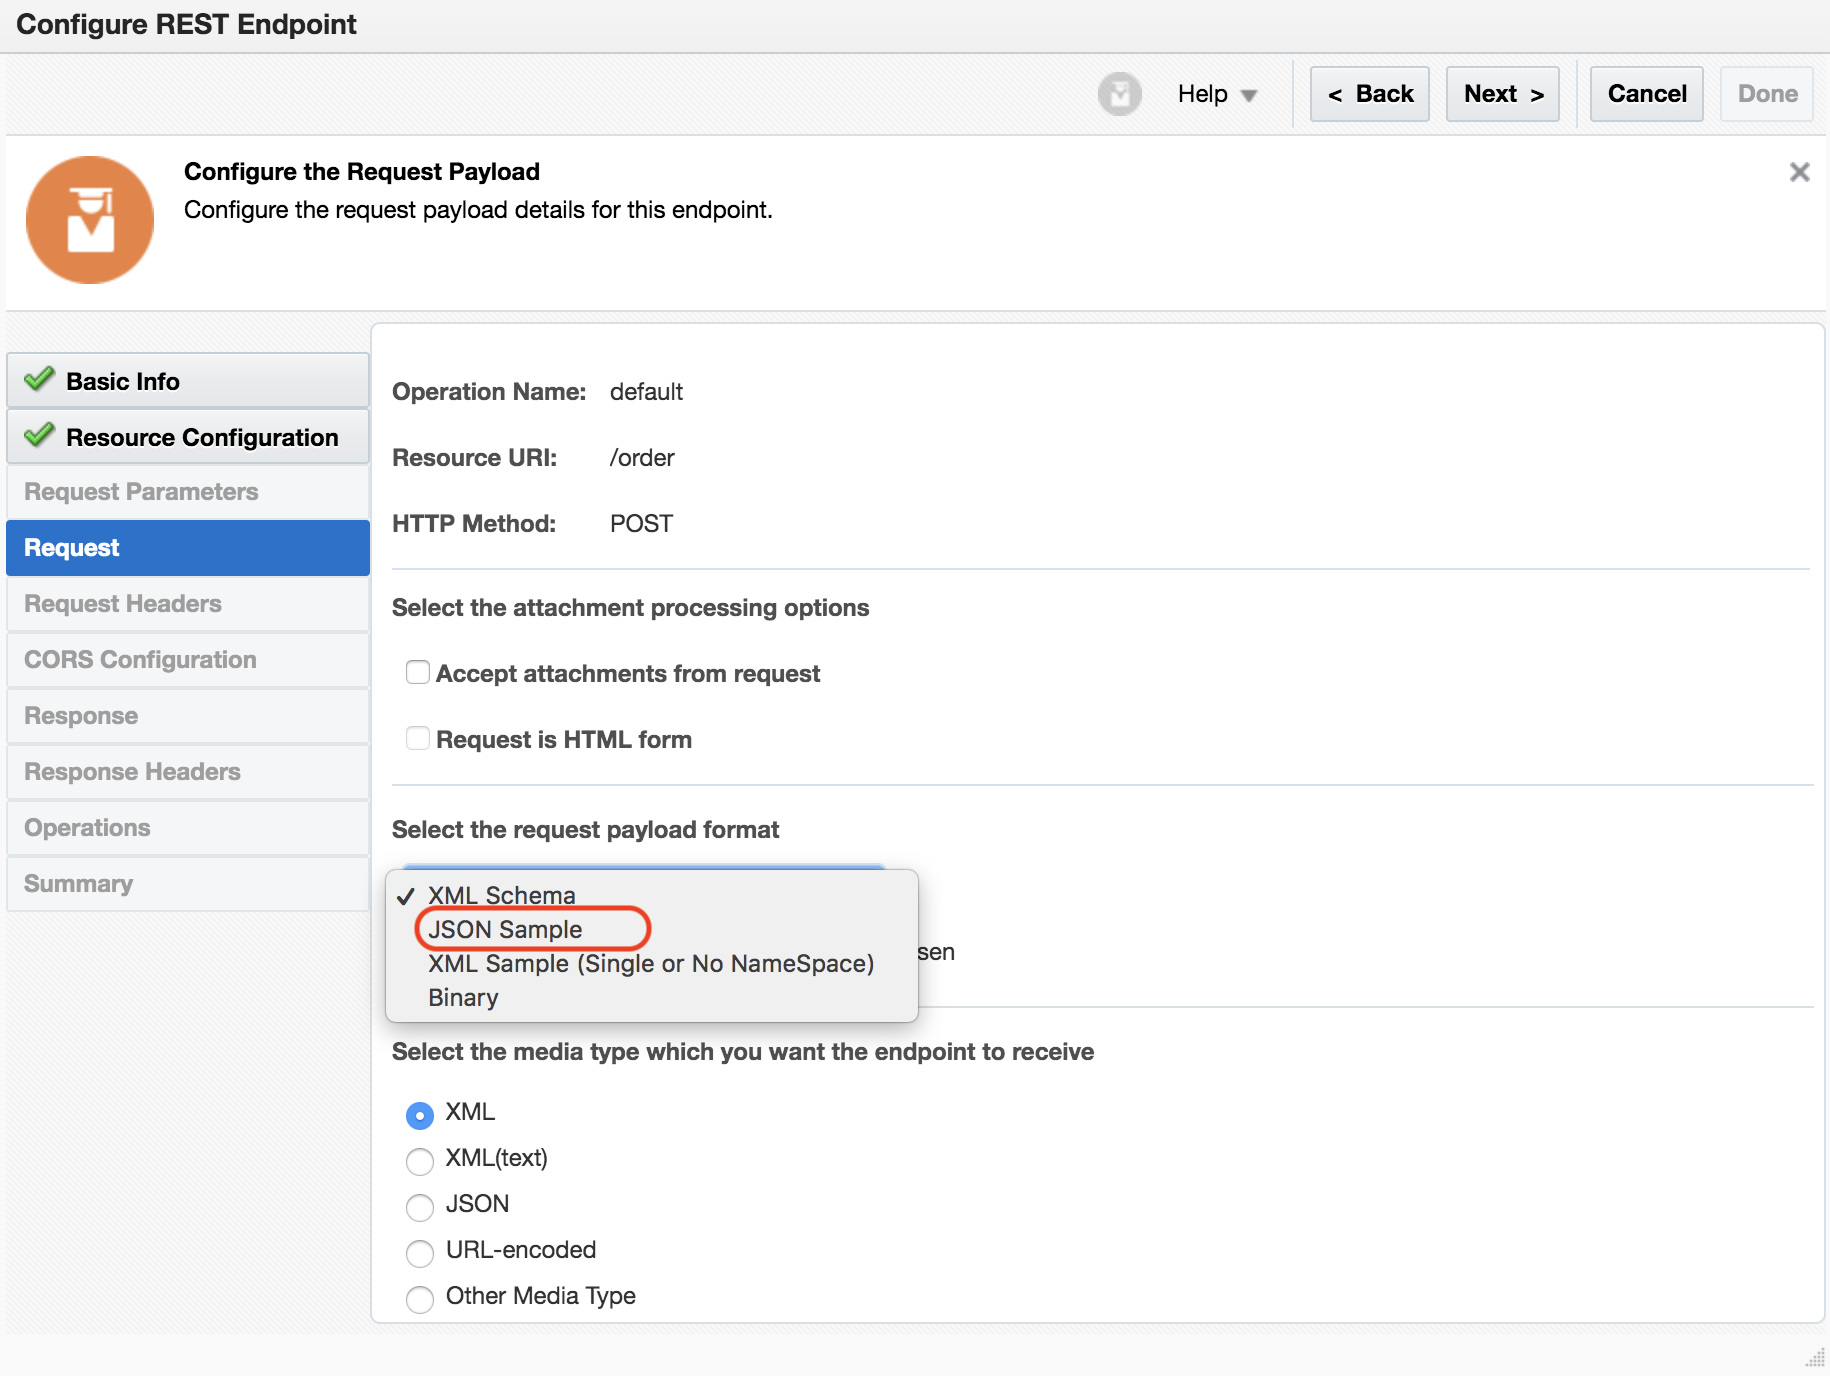 Configure REST Endpoint
Help
< Back
Next >
Cancel
Done
Configure the Request Payload
Configure the request payload details for this endpoint.
Basic Info
Resource Configuration
Request Parameters
Request
Request Headers
CORS Configuration
Response
Response Headers
Operations
Summary
Operation Name: default
Resource URI: /order
HTTP Method: POST
Select the attachment processing options
Accept attachments from request
Request is HTML form
Select the request payload format
XML Schema
JSON Sample
XML Sample (Single or No NameSpace)
Binary
sen
Select the media type which you want the endpoint to receive
XML
XML(text)
JSON
URL-encoded
Other Media Type